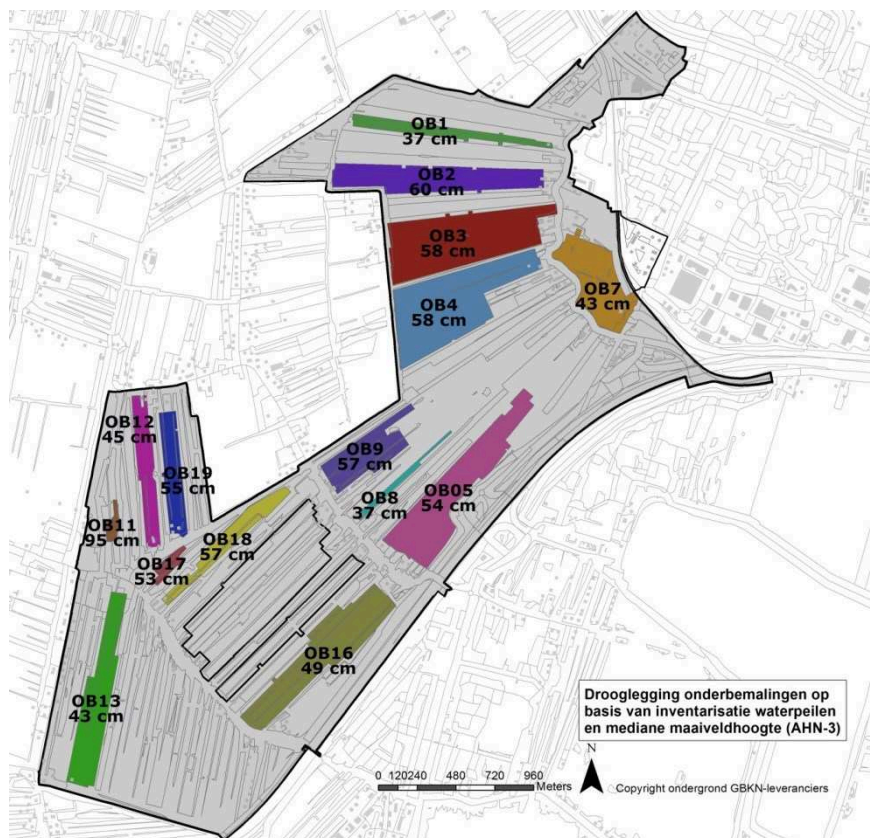 OB1
37 cm
OB2
60 cm
OB3
58 cm
OB4
58 cm
OB7
43 cm
OB12
45 cm
OB19
55 cm
OB9
57 cm
OB8
37 cm
OB05
54 cm
OB11
95 cm
OB18
57 cm
OB17
53 cm
OB16
49 cm
OB13
43 cm
Drooglegging onderbemalingen op
basis van inventarisatie waterpeilen
en mediane maaiveldhoogte (AHN-3)
N
0 120240 480 720 960
Meters
Copyright ondergrond GBKN-leveranciers